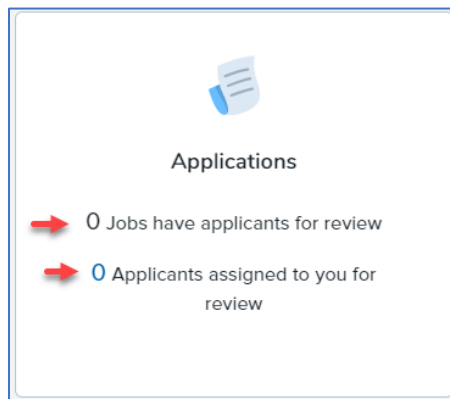 Applications
0 Jobs have applicants for review
0 Applicants assigned to you for
review